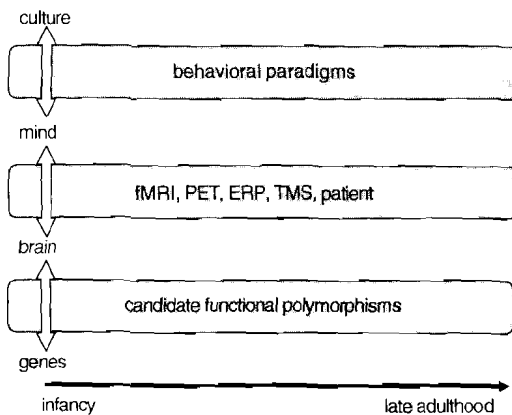 culture
behavioral paradigms
mind
fMRI, PET, ERP, TMS, patient
brain
candidate functional polymorphisms
genes
infancy late adulthood